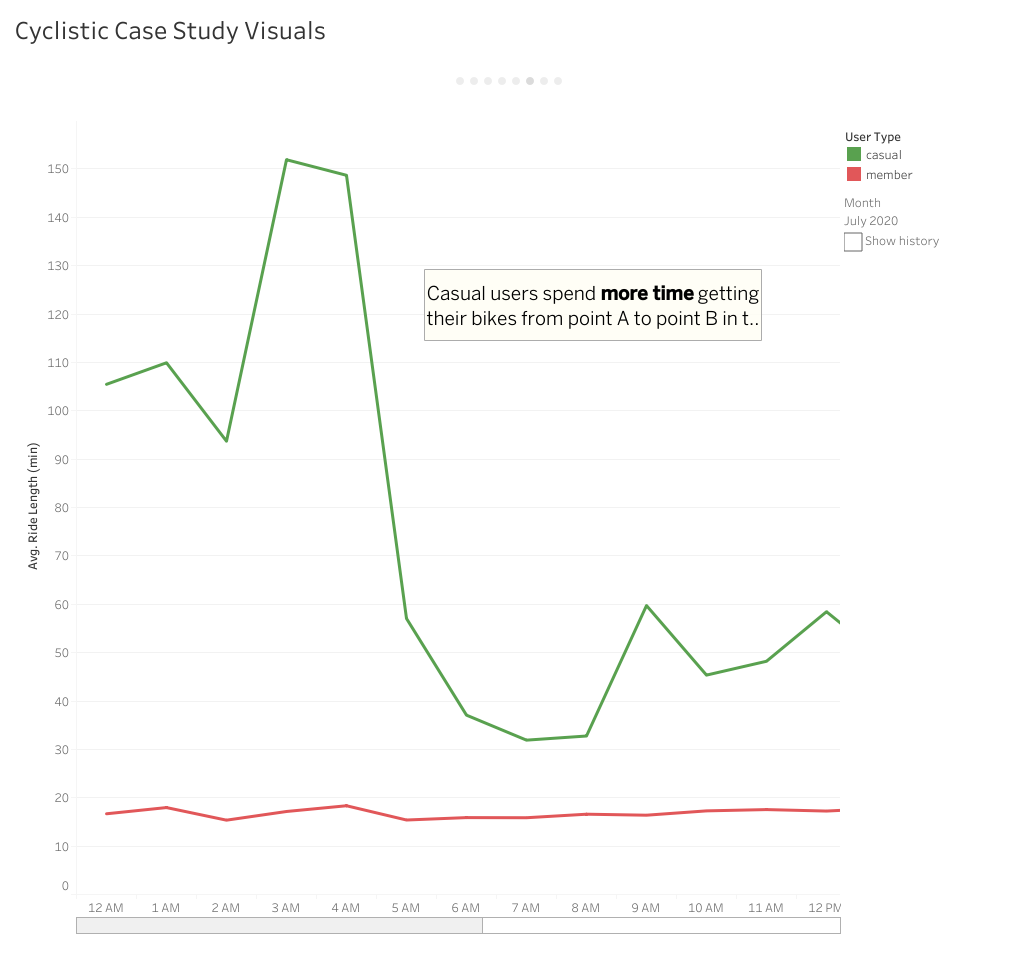 Cyclistic Case Study Visuals
User Type
casual
member
Month
July 2020
Show history
Casual users spend more time getting
their bikes from point A to point B in t..
Avg. Ride Length (min)
150
140
130
120
110
100
90
80
70
60
50
40
30
20
10
0
12 AM 1 AM 2 AM 3 AM 4 AM 5 AM 6 AM 7 AM 8 AM 9 AM 10 AM 11 AM 12 PM